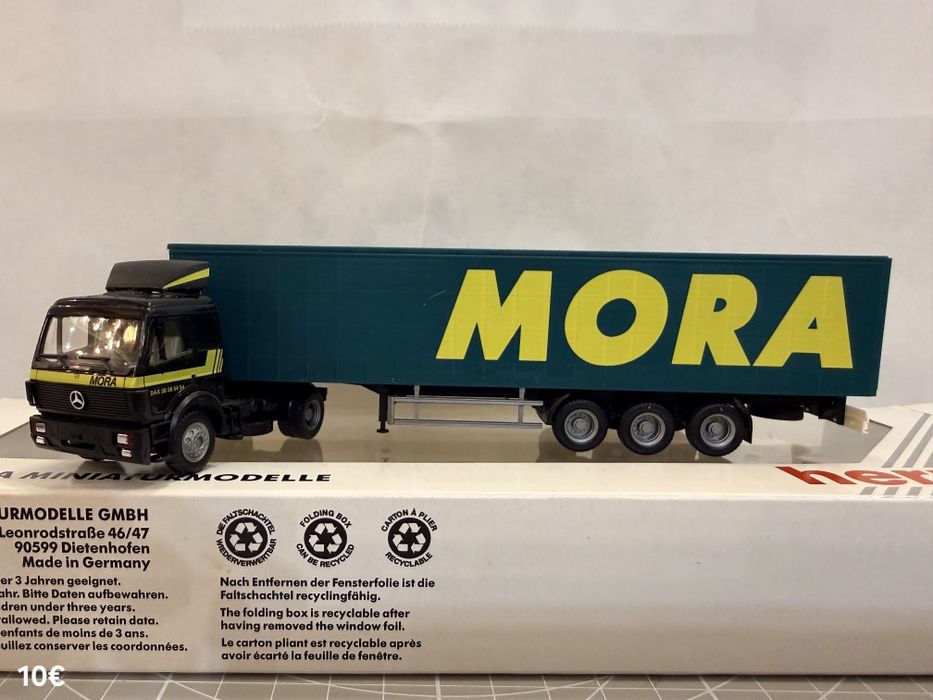 MORA
MORA
A MINIATURMODELLE
URMODELLE GMBH
Leonrodstraße 46/47
90599 Dietenhofen
Made in Germany
er 3 Jahren geeignet.
ahr. Bitte Daten aufbewahren.
dren under three years.
allowed. Please retain data.
enfants de moins de 3 ans.
uillez conserver les coordonnées.
DIE FALTSCHACHTEL
WIEDERVERWERTBAR
FOLDING BOX
CAN BE RECYCLED
CARTON À PLIER
RECYCLABLE
Nach Entfernen der Fensterfolie ist die
Faltschachtel recyclingfähig.
The folding box is recyclable after
having removed the window foil.
Le carton pliant est recyclable après
avoir écarté la feuille de fenêtre.
her
10€